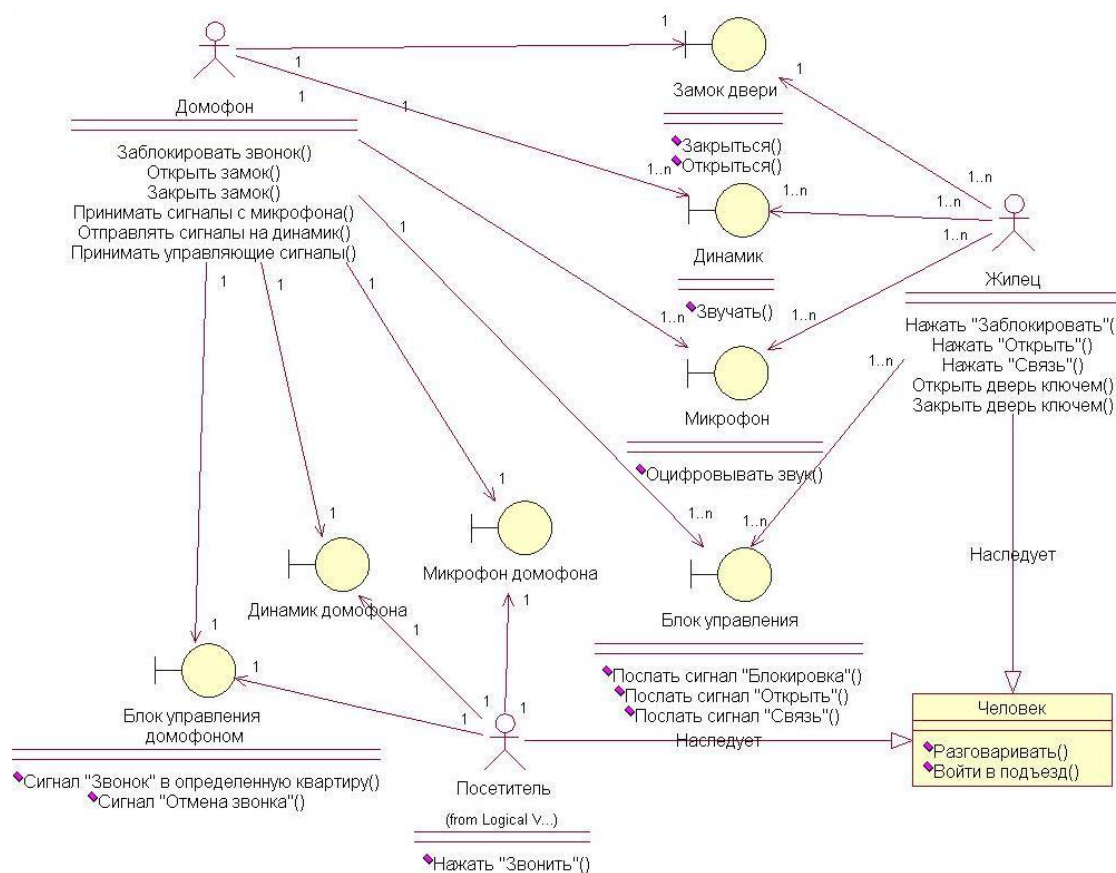 1
1
Замок двери
Закрыться()
Открыться()
1
Домофон
Заблокировать звонок()
Открыть замок()
Закрыть замок()
Принимать сигналы с микрофона()
Отправлять сигналы на динамик()
Принимать управляющие сигналы()
1
1
1..n
1..n
1..n
Динамик
Звучать()
1..n
1..n
Жилец
Нажать "Заблокировать"()
Нажать "Открыть"()
Нажать "Связь"()
Открыть дверь ключем()
Закрыть дверь ключем()
1
1
1
1
1
1..n
1..n
Микрофон
Оцифровывать звук()
1..n
1..n
1..n
Блок управления
Послать сигнал "Блокировка"()
Послать сигнал "Открыть"()
Послать сигнал "Связь"()
1
Микрофон домофона
1
1
Динамик домофона
1
1
1
Блок управления
домофоном
Сигнал "Звонок" в определенную квартиру()
Сигнал "Отмена звонка"()
1
1
1
Посетитель
(from Logical V...)
Нажать "Звонить"()
Наследует
Наследует
Человек
Разговаривать()
Войти в подъезд()